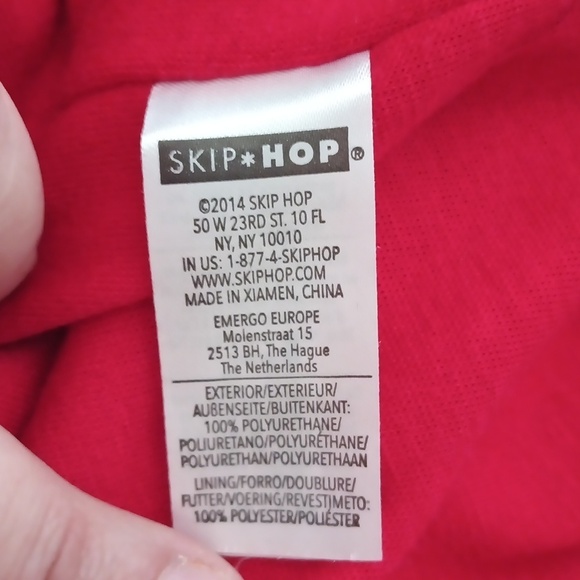 SKIP*HOP®
©2014 SKIP HOP
50 W 23RD ST. 10 FL
NY, NY 10010
IN US: 1-877-4-SKIPHOP
WWW.SKIPHOP.COM
MADE IN XIAMEN, CHINA
EMERGO EUROPE
Molenstraat 15
2513 BH, The Hague
The Netherlands
EXTERIOR/EXTERIEUR/
AUßENSEITE/BUITENKANT:
100% POLYURETHANE/
POLIURETANO/POLYURÉTHANE/
POLYURETHAN/POLYURETHAAN
LINING/FORRO/DOUBLURE/
FUTTER/VOERING/REVESTIMETO:
100% POLYESTER/POLIÉSTER